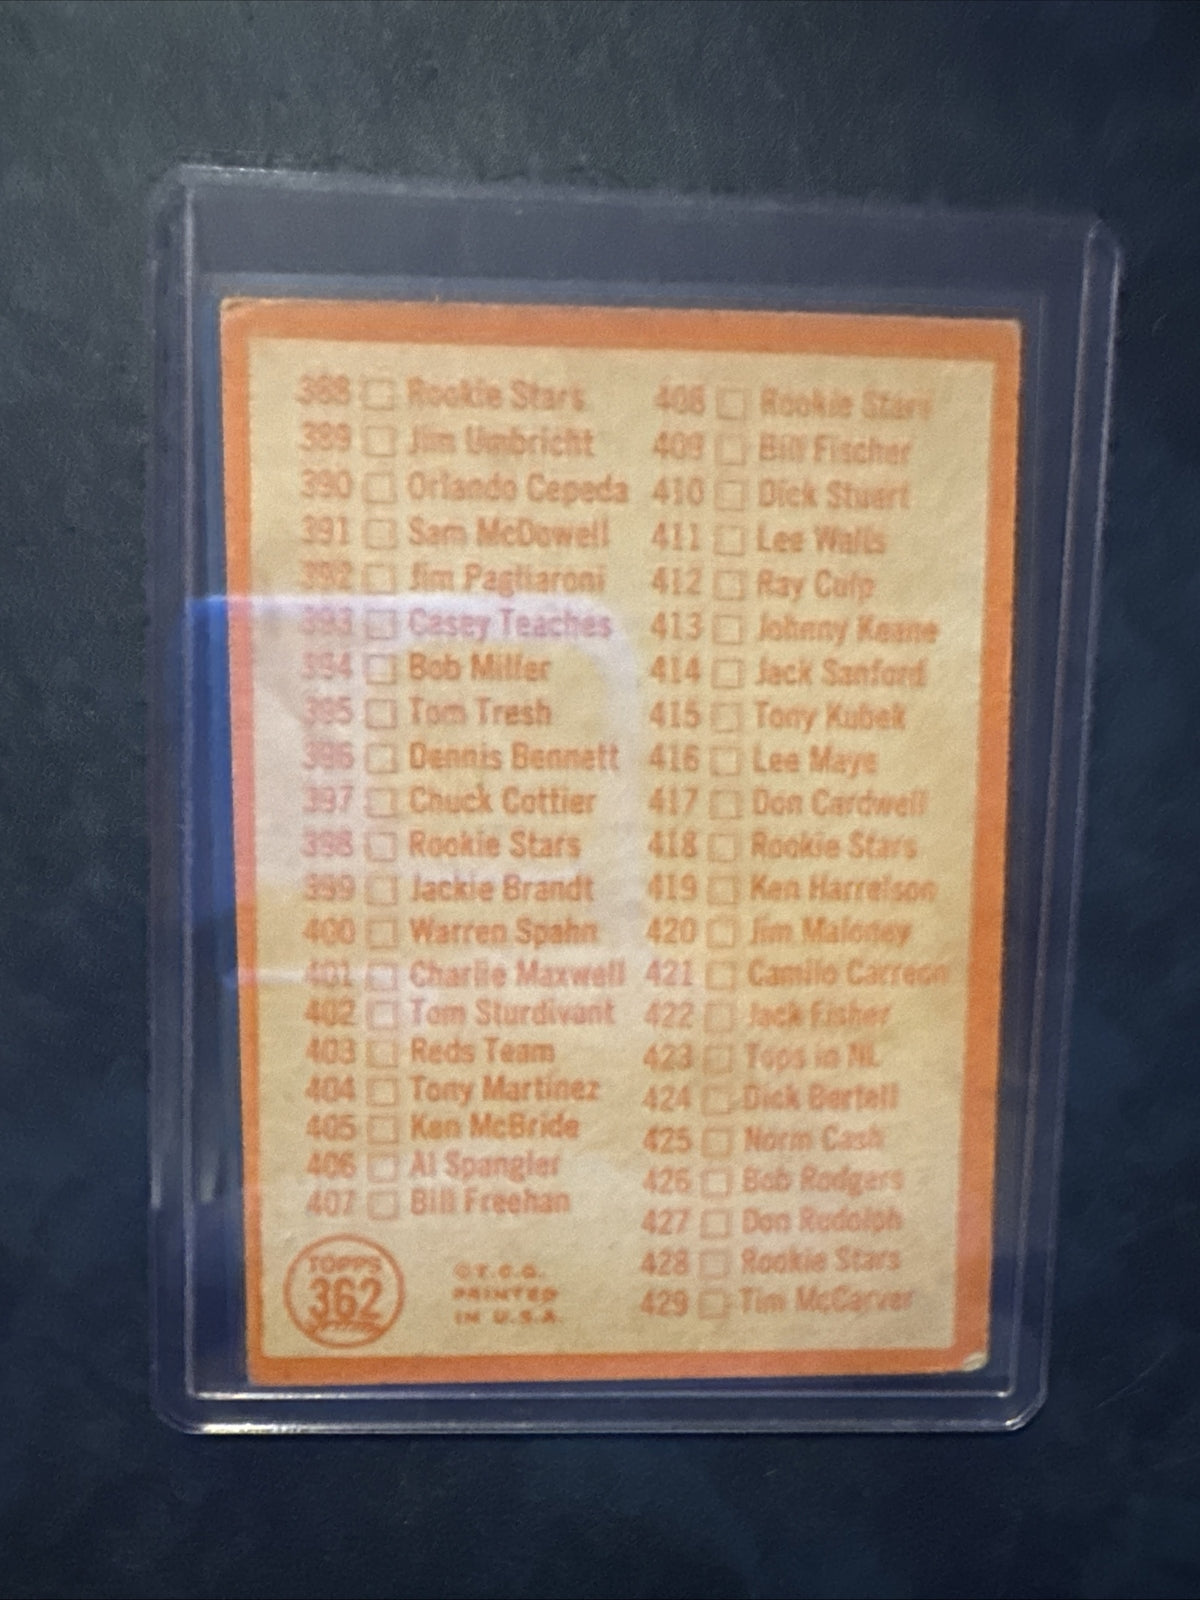 388 Rookie Stars
389 Jim Umbricht
390 Orlando Cepeda
391 Sam McDowell
392 Jim Pagliaroni
393 Casey Teaches
394 Bob Miller
395 Tom Tresh
396 Dennis Bennett
397 Chuck Cottier
398 Rookie Stars
399 Jackie Brandt
400 Warren Spahn
401 Charlie Maxwell
402 Tom Sturdivant
403 Reds Team
404 Tony Martinez
405 Ken McBride
406 Al Spangler
407 Bill Freehan
TOPPS
362
©T.C.G.
PRINTED
IN U.S.A.
408 Rookie Stars
409 Bill Fischer
410 Dick Stuart
411 Lee Walls
412 Ray Culp
413 Johnny Keane
414 Jack Sanford
415 Tony Kubek
416 Lee Maye
417 Don Cardwell
418 Rookie Stars
419 Ken Harrelson
420 Jim Maloney
421 Camilo Carreon
422 Jack Fisher
423 Tops in NL
424 Dick Bertell
425 Norm Cash
426 Bob Rodgers
427 Don Rudolph
428 Rookie Stars
429 Tim McCarver